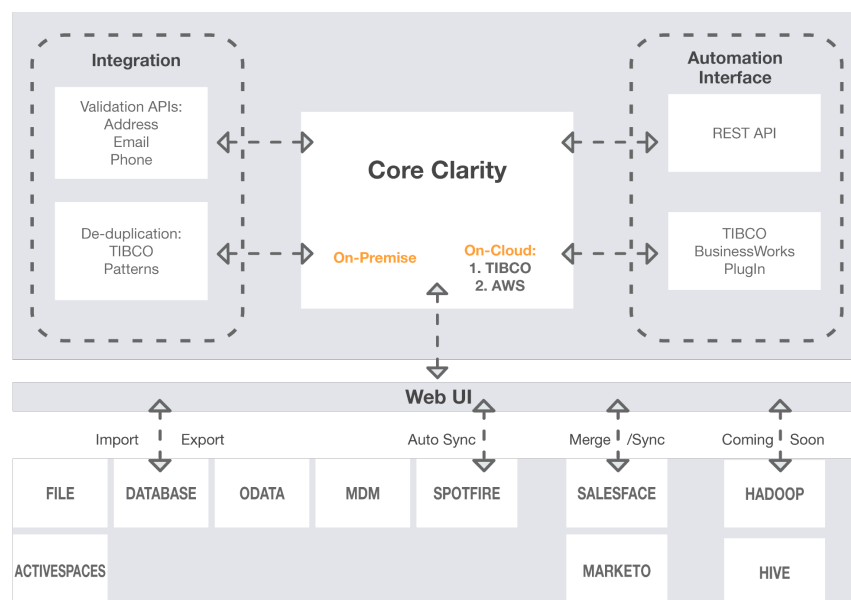 Integration
Validation APIs:
Address
Email
Phone
De-duplication:
TIBCO
Patterns
Core Clarity
On-Premise
On-Cloud:
1. TIBCO
2. AWS
Automation
Interface
REST API
TIBCO
BusinessWorks
PlugIn
Web UI
Import
Export
Auto Sync
Merge
/Sync
Coming
Soon
FILE
DATABASE
ODATA
MDM
SPOTFIRE
SALESFACE
HADOOP
ACTIVESPACES
MARKETO
HIVE